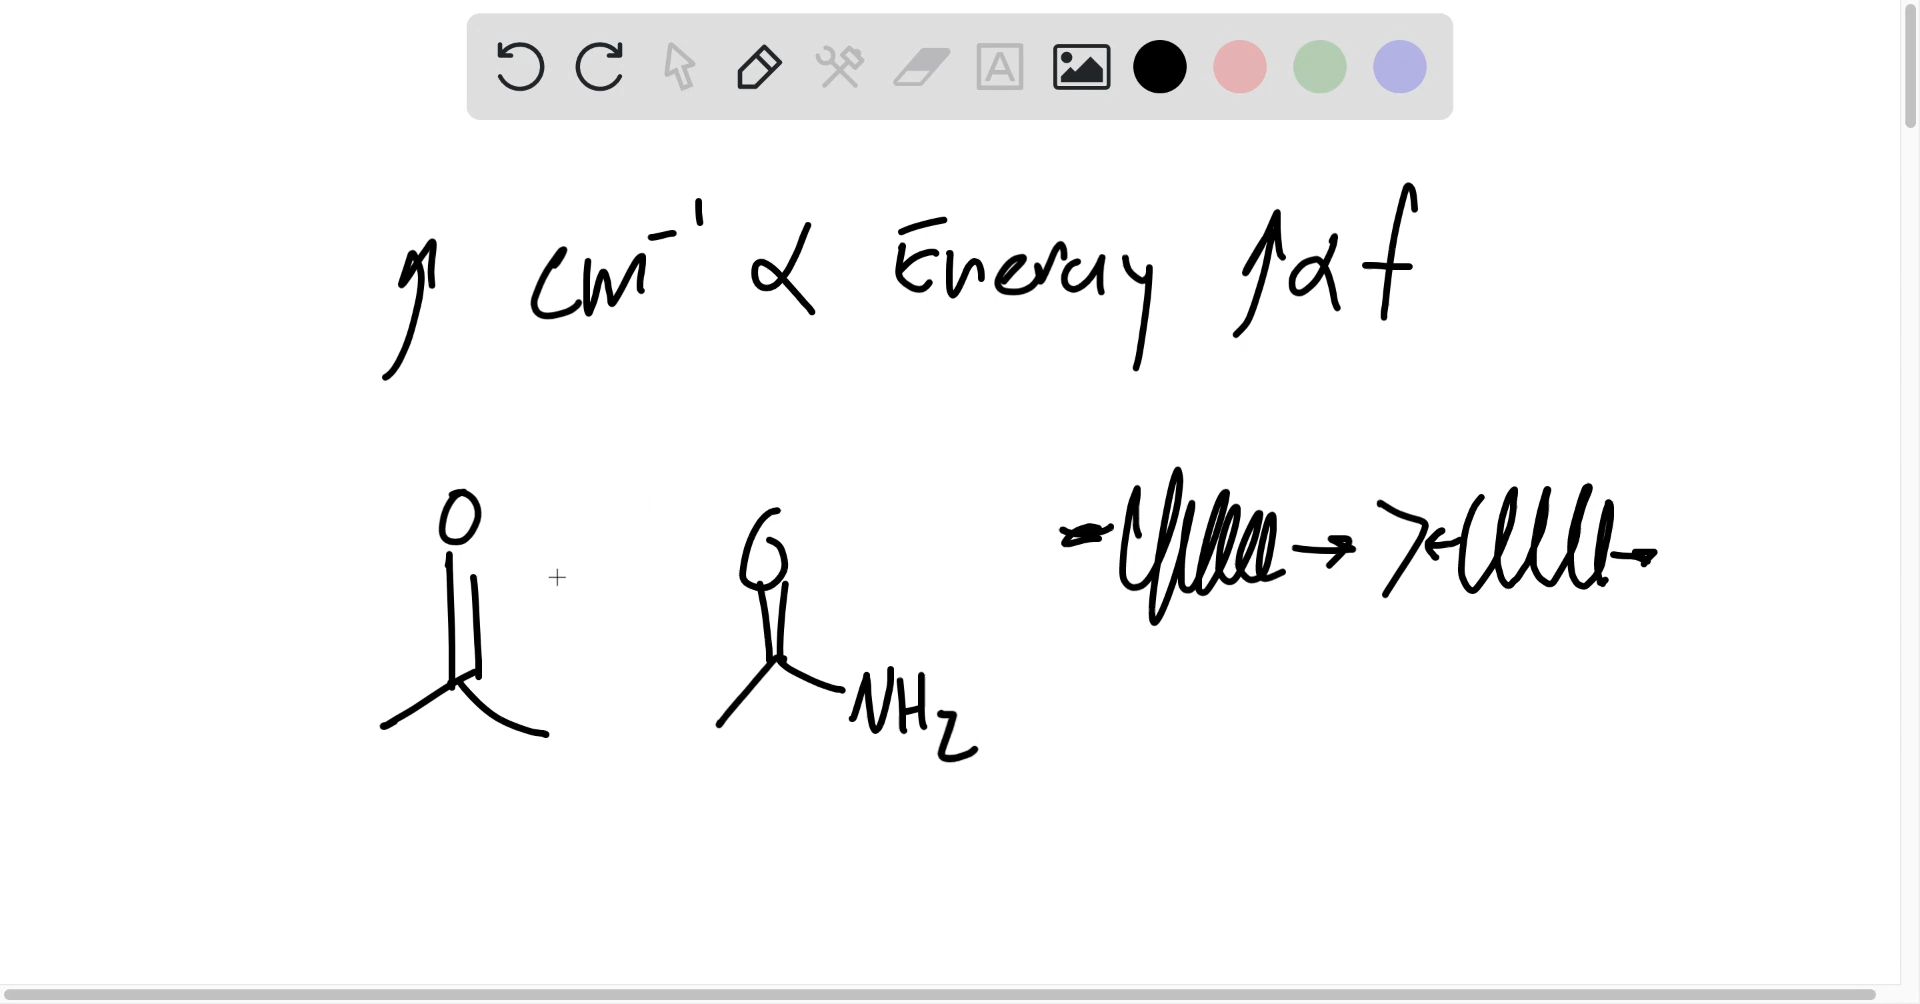 ↑ cm⁻¹ α Energy ↑ α f
O O
NH₂